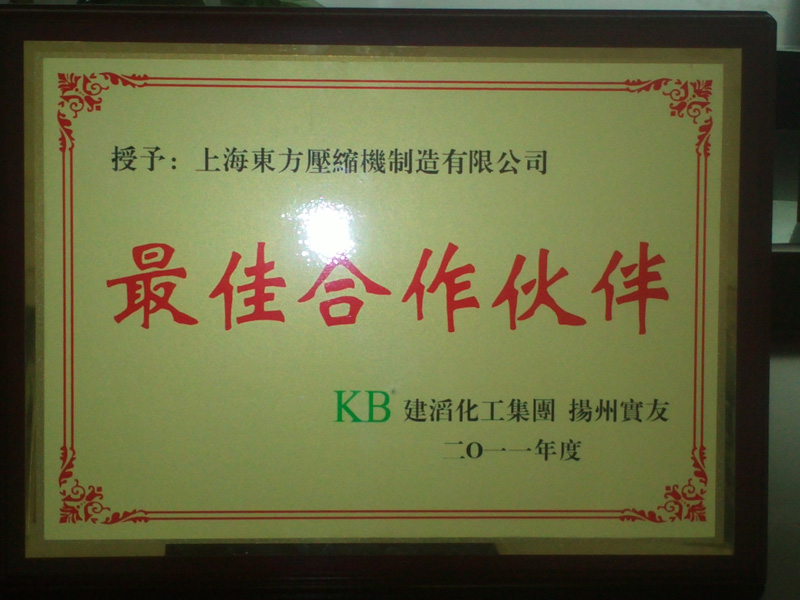 授予：上海東方壓縮機制造有限公司
最佳合作伙伴
KB® 建滔化工集團 揚州實友
二O一一年度